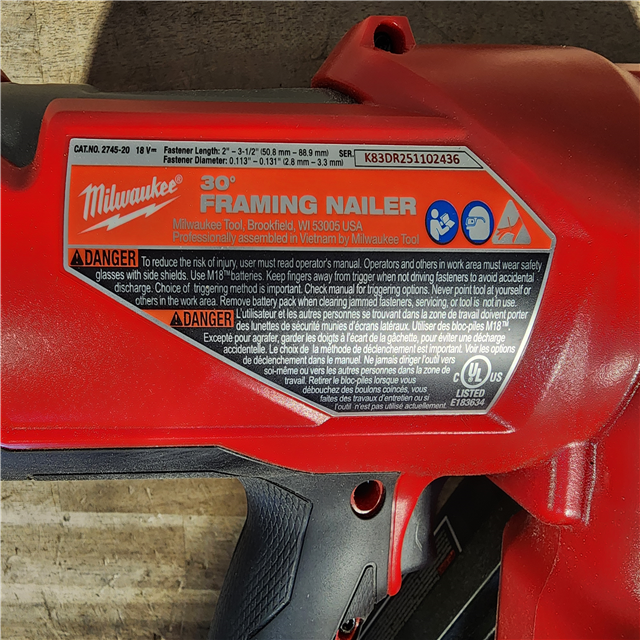 CAT.NO. 2745-20 18 V⎓ Fastener Length: 2" – 3-1/2" (50,8 mm – 88,9 mm) SER. K83DR251102436
Fastener Diameter: 0.113" – 0.131" (2.8 mm – 3.3 mm)
Milwaukee®
30°
FRAMING NAILER
Milwaukee Tool, Brookfield, WI 53005 USA
Professionally assembled in Vietnam by Milwaukee Tool
DANGER To reduce the risk of injury, user must read operator's manual. Operators and others in work area must wear safety
glasses with side shields. Use M18™ batteries. Keep fingers away from trigger when not driving fasteners to avoid accidental
discharge. Choice of triggering method is important. Check manual for triggering options. Never point tool at yourself or
others in the work area. Remove battery pack when clearing jammed fasteners, servicing, or tool is not in use.
DANGER L'utilisateur et les autres personnes se trouvant dans la zone de travail doivent porter
des lunettes de sécurité munies d'écrans latéraux. Utiliser des bloc-piles M18™.
Excepté pour agrafer, garder les doigts à l'écart de la gâchette, pour éviter une décharge
accidentelle. Le choix de la méthode de déclenchement est important. Voir les options
de déclenchement dans le manuel. Ne jamais diriger l'outil vers
soi-même ou vers les autres personnes dans la zone de
travail. Retirer le bloc-piles lorsque vous
débouchez des boulons coincés, vous
faites des travaux d'entretien ou si
l'outil n'est pas utilisé actuellement.
C UL US
LISTED
E183634